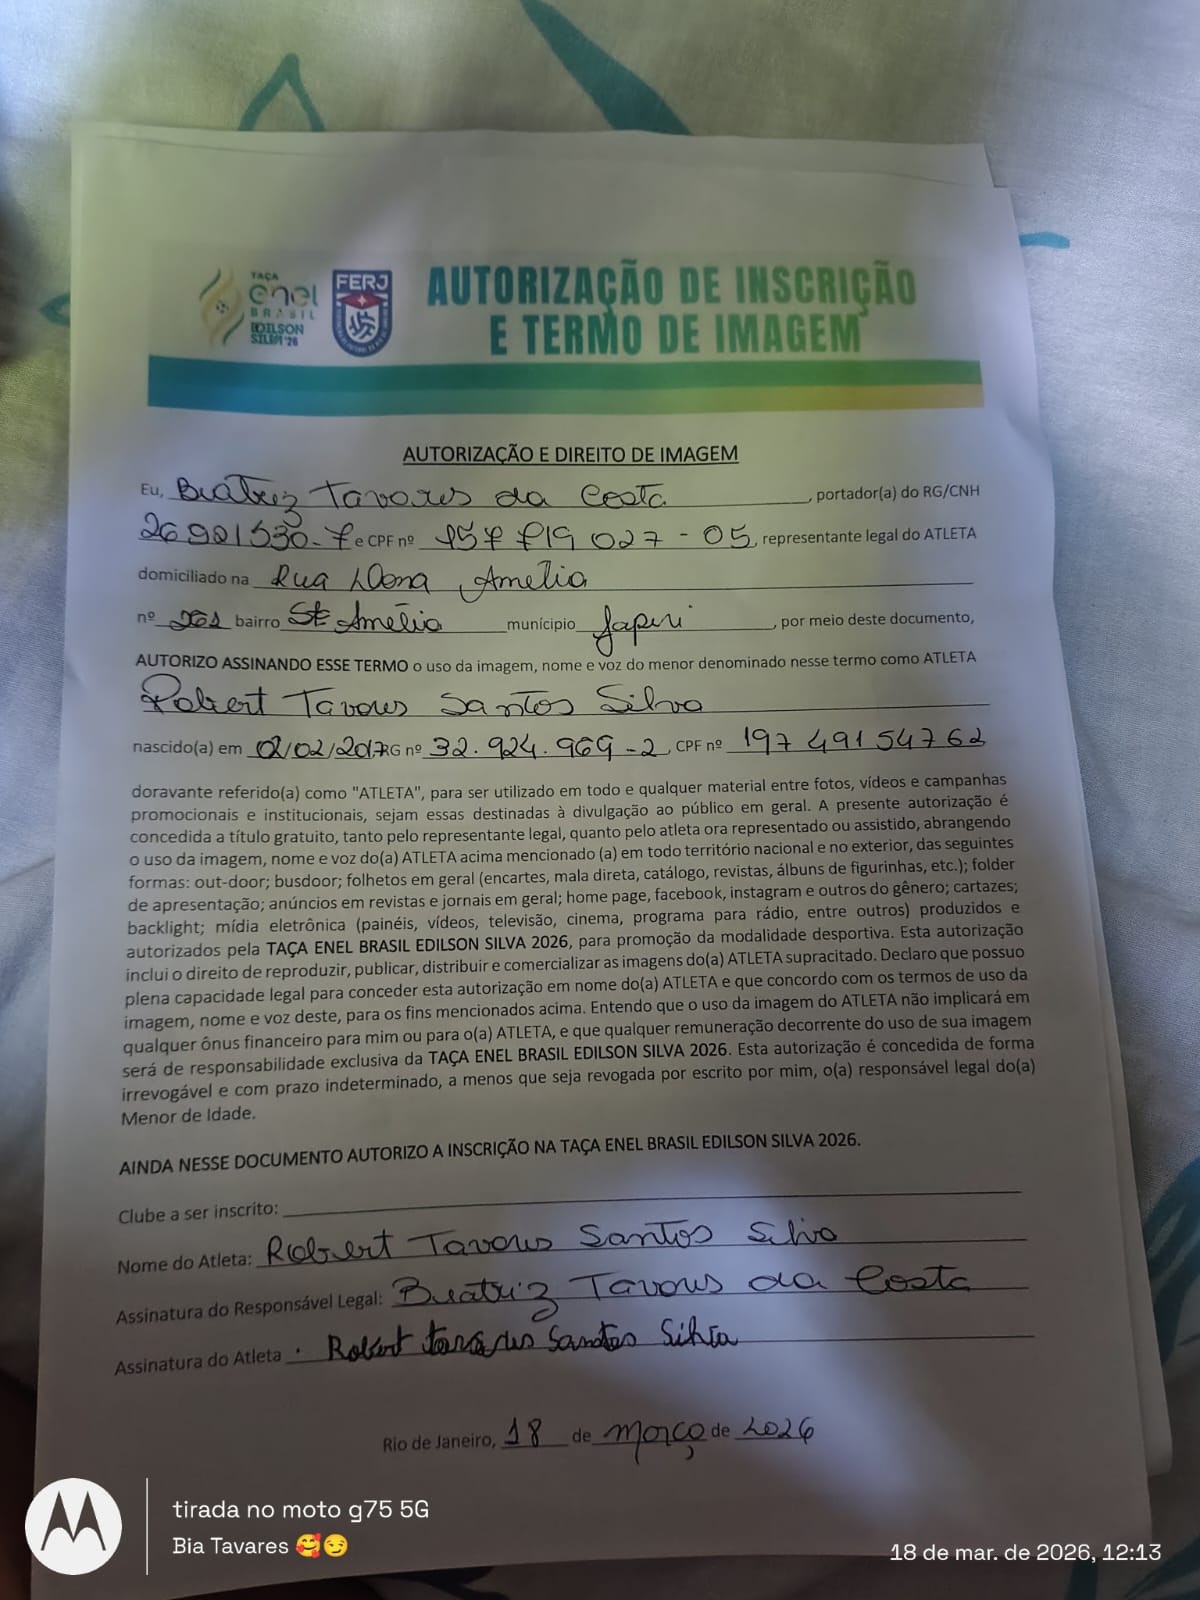 TAÇA
enel
BRASIL
EDILSON
SILVA '26
FERJ
AUTORIZAÇÃO DE INSCRIÇÃO
E TERMO DE IMAGEM
AUTORIZAÇÃO E DIREITO DE IMAGEM
Eu, Beatriz Tavares da Costa, portador(a) do RG/CNH
26981530-7 e CPF nº 157 719 027 - 05, representante legal do ATLETA
domiciliado na Rua Dona Amélia
nº 261 bairro Stª Amélia munícipio Japeri, por meio deste documento,
AUTORIZO ASSINANDO ESSE TERMO o uso da imagem, nome e voz do menor denominado nesse termo como ATLETA
Robert Tavares Santos Silva
nascido(a) em 02/02/2017 RG nº 32.924.969-2, CPF nº 197 491 547 62
doravante referido(a) como "ATLETA", para ser utilizado em todo e qualquer material entre fotos, vídeos e campanhas
promocionais e institucionais, sejam essas destinadas à divulgação ao público em geral. A presente autorização é
concedida a título gratuito, tanto pelo representante legal, quanto pelo atleta ora representado ou assistido, abrangendo
o uso da imagem, nome e voz do(a) ATLETA acima mencionado (a) em todo território nacional e no exterior, das seguintes
formas: out-door; busdoor; folhetos em geral (encartes, mala direta, catálogo, revistas, álbuns de figurinhas, etc.); folder
de apresentação; anúncios em revistas e jornais em geral; home page, facebook, instagram e outros do gênero; cartazes;
backlight; mídia eletrônica (painéis, vídeos, televisão, cinema, programa para rádio, entre outros) produzidos e
autorizados pela TAÇA ENEL BRASIL EDILSON SILVA 2026, para promoção da modalidade desportiva. Esta autorização
inclui o direito de reproduzir, publicar, distribuir e comercializar as imagens do(a) ATLETA supracitado. Declaro que possuo
plena capacidade legal para conceder esta autorização em nome do(a) ATLETA e que concordo com os termos de uso da
imagem, nome e voz deste, para os fins mencionados acima. Entendo que o uso da imagem do ATLETA não implicará em
qualquer ônus financeiro para mim ou para o(a) ATLETA, e que qualquer remuneração decorrente do uso de sua imagem
será de responsabilidade exclusiva da TAÇA ENEL BRASIL EDILSON SILVA 2026. Esta autorização é concedida de forma
irrevogável e com prazo indeterminado, a menos que seja revogada por escrito por mim, o(a) responsável legal do(a)
Menor de Idade.
AINDA NESSE DOCUMENTO AUTORIZO A INSCRIÇÃO NA TAÇA ENEL BRASIL EDILSON SILVA 2026.
Clube a ser inscrito:
Nome do Atleta: Robert Tavares Santos Silva
Assinatura do Responsável Legal: Beatriz Tavares da Costa
Assinatura do Atleta Robert Tavares Santos Silva
Rio de Janeiro, 18 de março de 2026
tirada no moto g75 5G
Bia Tavares 🥰😏
18 de mar. de 2026, 12:13